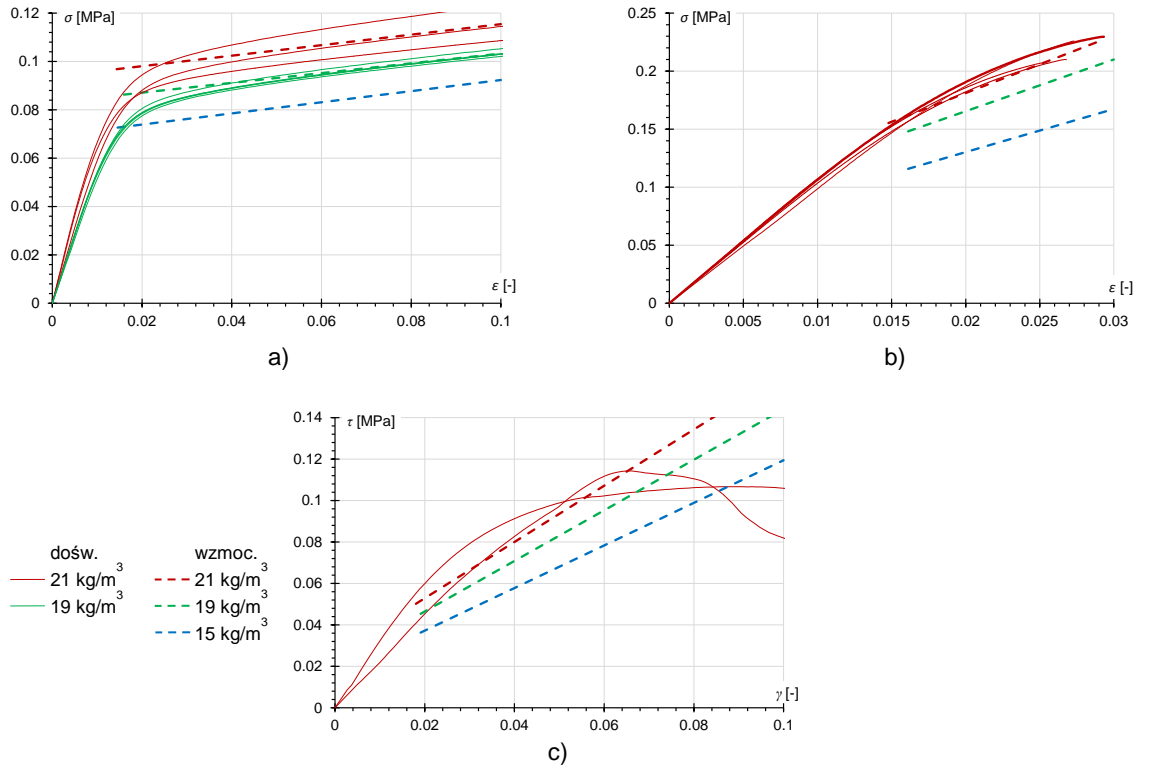 σ [MPa]
0.12
0.1
0.08
0.06
0.04
0.02
0
0 0.02 0.04 0.06 0.08 0.1
ε [-]
a)
σ [MPa]
0.25
0.2
0.15
0.1
0.05
0
0 0.005 0.01 0.015 0.02 0.025 0.03
ε [-]
b)
τ [MPa]
0.14
0.12
0.1
0.08
0.06
0.04
0.02
0
0 0.02 0.04 0.06 0.08 0.1
γ [-]
c)
dośw. wzmoc.
21 kg/m³ 21 kg/m³
19 kg/m³ 19 kg/m³
15 kg/m³